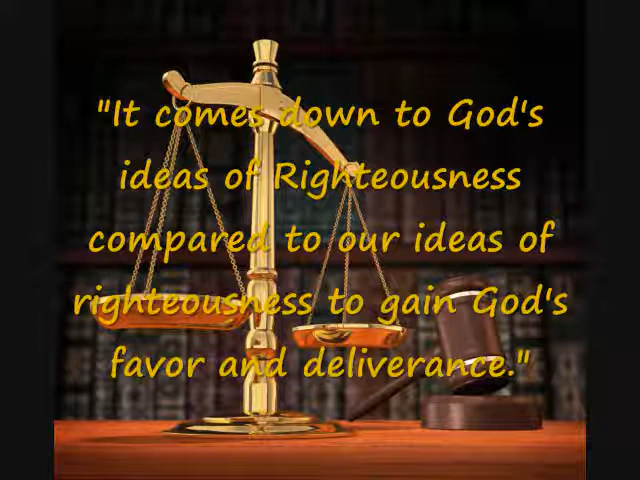 "It comes down to God's
ideas of Righteousness
compared to our ideas of
righteousness to gain God's
favor and deliverance."